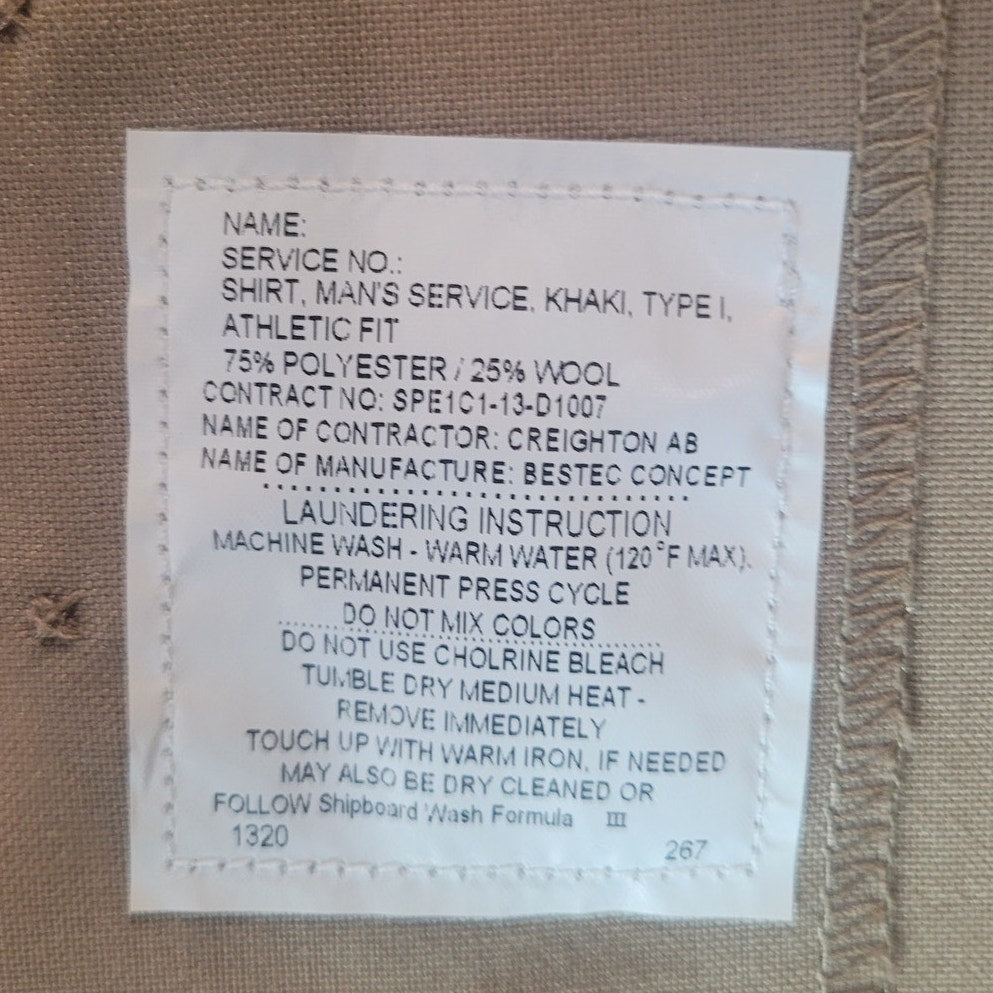 NAME:
SERVICE NO.:
SHIRT, MAN'S SERVICE, KHAKI, TYPE I,
ATHLETIC FIT
75% POLYESTER / 25% WOOL
CONTRACT NO: SPE1C1-13-D1007
NAME OF CONTRACTOR: CREIGHTON AB
NAME OF MANUFACTURE: BESTEC CONCEPT
LAUNDERING INSTRUCTION
MACHINE WASH - WARM WATER (120°F MAX).
PERMANENT PRESS CYCLE
DO NOT MIX COLORS
DO NOT USE CHOLRINE BLEACH
TUMBLE DRY MEDIUM HEAT -
REMOVE IMMEDIATELY
TOUCH UP WITH WARM IRON, IF NEEDED
MAY ALSO BE DRY CLEANED OR
FOLLOW Shipboard Wash Formula III
1320 267